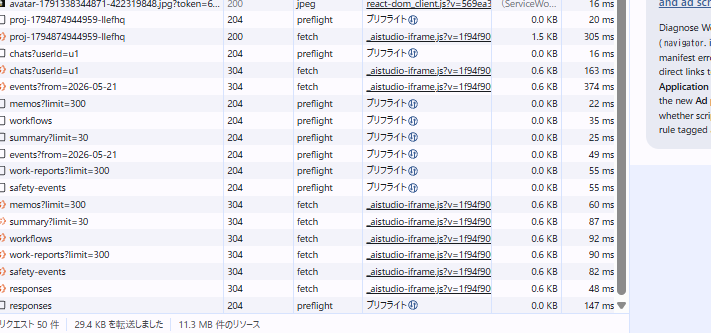 avatar-1791338344871-422319848.jpg?token=6... 200 jpeg react-dom_client.js?v=569ea3 (ServiceWo... 0.0 KB 16 ms
proj-1794874944959-llefhq 204 preflight プリフライト 0.0 KB 20 ms
proj-1794874944959-llefhq 200 fetch _aistudio-iframe.js?v=1f94f90 1.5 KB 305 ms
chats?userId=u1 204 preflight プリフライト 0.0 KB 16 ms
chats?userId=u1 304 fetch _aistudio-iframe.js?v=1f94f90 0.6 KB 163 ms
events?from=2026-05-21 304 fetch _aistudio-iframe.js?v=1f94f90 0.6 KB 374 ms
memos?limit=300 204 preflight プリフライト 0.0 KB 22 ms
workflows 204 preflight プリフライト 0.0 KB 35 ms
summary?limit=30 204 preflight プリフライト 0.0 KB 25 ms
events?from=2026-05-21 204 preflight プリフライト 0.0 KB 49 ms
work-reports?limit=300 204 preflight プリフライト 0.0 KB 55 ms
safety-events 204 preflight プリフライト 0.0 KB 55 ms
memos?limit=300 304 fetch _aistudio-iframe.js?v=1f94f90 0.6 KB 60 ms
summary?limit=30 304 fetch _aistudio-iframe.js?v=1f94f90 0.6 KB 87 ms
workflows 304 fetch _aistudio-iframe.js?v=1f94f90 0.6 KB 92 ms
work-reports?limit=300 304 fetch _aistudio-iframe.js?v=1f94f90 0.6 KB 90 ms
safety-events 304 fetch _aistudio-iframe.js?v=1f94f90 0.6 KB 82 ms
responses 304 fetch _aistudio-iframe.js?v=1f94f90 0.6 KB 48 ms
responses 204 preflight プリフライト 0.0 KB 147 ms
リクエスト 50 件 29.4 KB を転送しました 11.3 MB 件のリソース
and ad scr
Diagnose Wo
(navigator.
manifest erro
direct links to
Application
the new Ad p
whether scrip
rule tagged